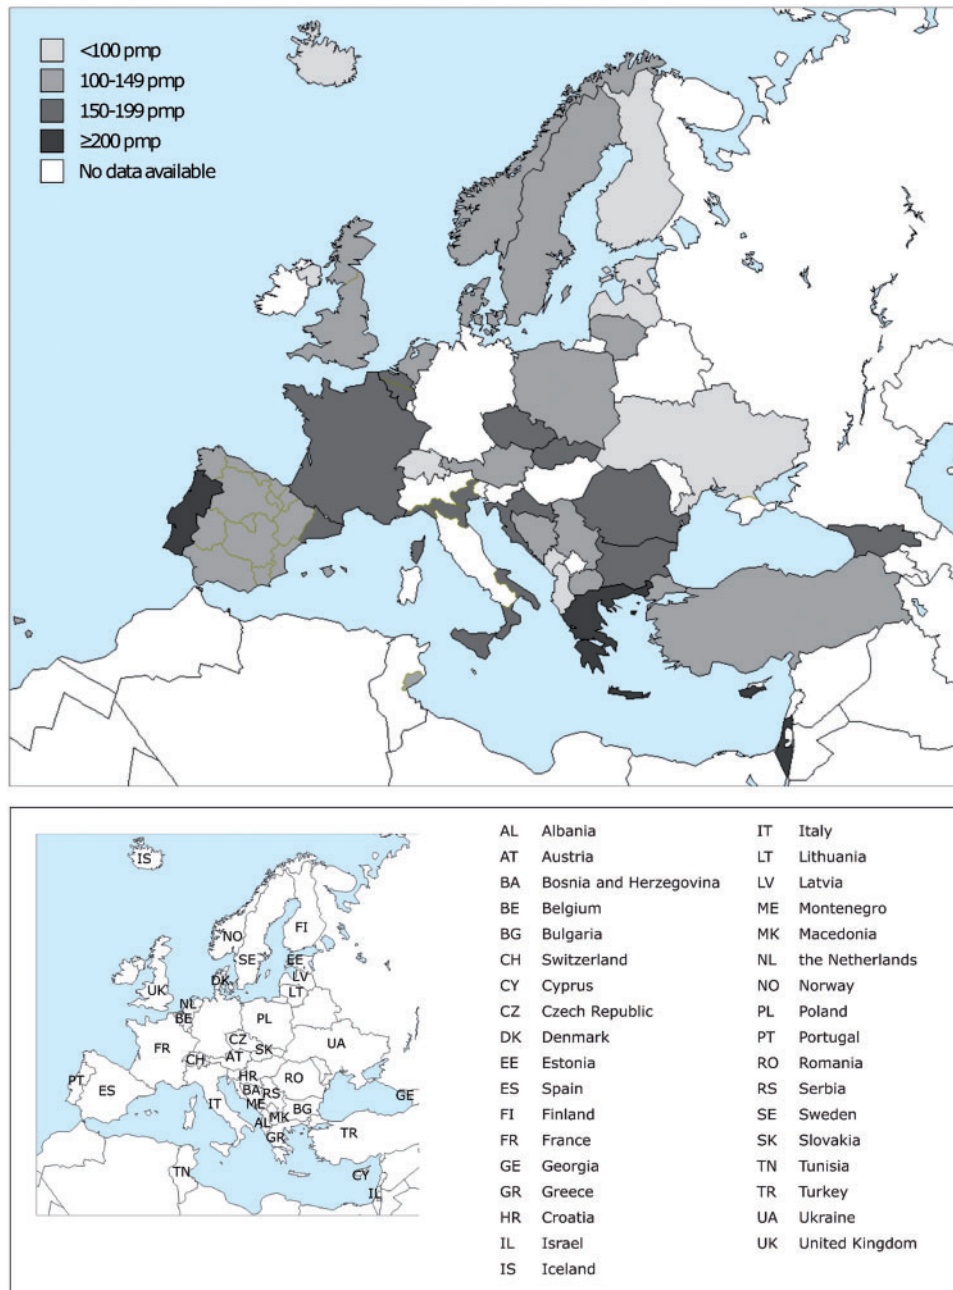 <100 pmp
100-149 pmp
150-199 pmp
≥200 pmp
No data available
IS
NO
FI
SE
EE
LV
DK
LT
UK
NL
BE
PL
CZ
UA
FR
SK
CH
AT
HR
RO
BA
RS
PT
ES
IT
ME
BG
GE
MK
AL
GR
TR
TN
CY
IL
AL Albania
AT Austria
BA Bosnia and Herzegovina
BE Belgium
BG Bulgaria
CH Switzerland
CY Cyprus
CZ Czech Republic
DK Denmark
EE Estonia
ES Spain
FI Finland
FR France
GE Georgia
GR Greece
HR Croatia
IL Israel
IS Iceland
IT Italy
LT Lithuania
LV Latvia
ME Montenegro
MK Macedonia
NL the Netherlands
NO Norway
PL Poland
PT Portugal
RO Romania
RS Serbia
SE Sweden
SK Slovakia
TN Tunisia
TR Turkey
UA Ukraine
UK United Kingdom